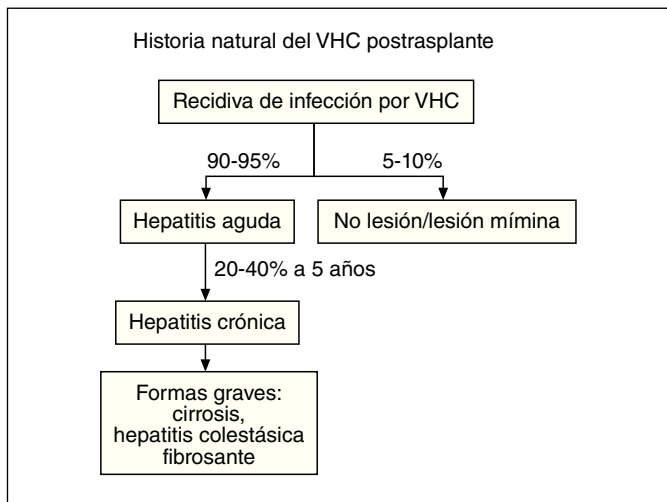 Historia natural del VHC postrasplante
Recidiva de infección por VHC
90-95%
5-10%
Hepatitis aguda
No lesión/lesión mímina
20-40% a 5 años
Hepatitis crónica
Formas graves:
cirrosis,
hepatitis colestásica
fibrosante